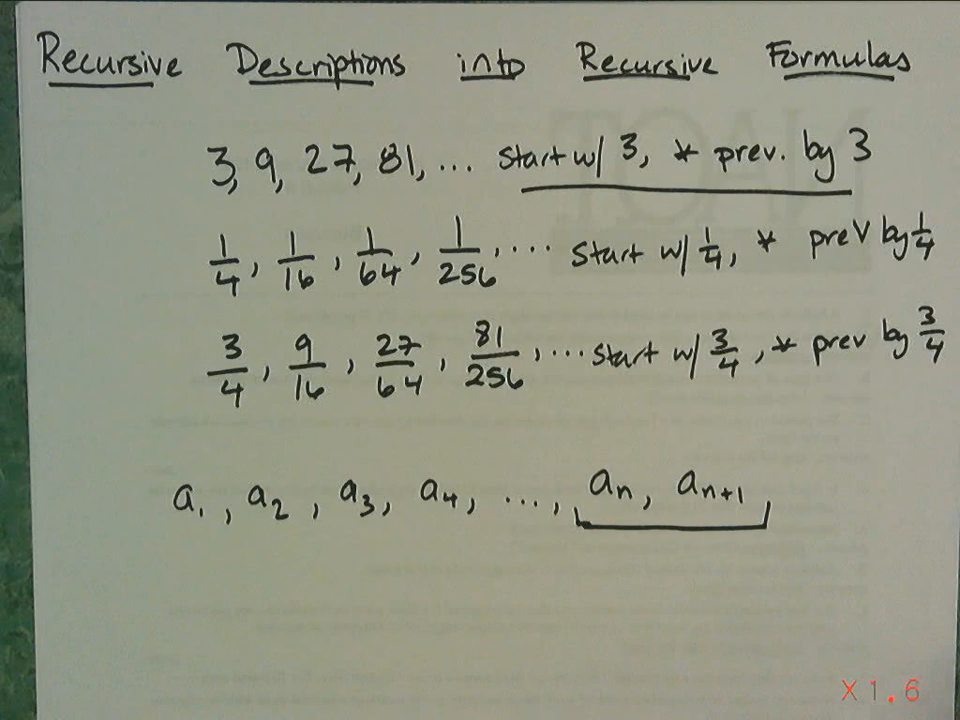 Recursive Descriptions into Recursive Formulas
3, 9, 27, 81, ... start w/ 3, * prev. by 3
1/4, 1/16, 1/64, 1/256, ... start w/ 1/4, * prev by 1/4
3/4, 9/16, 27/64, 81/256, ... start w/ 3/4, * prev by 3/4
a₁, a₂, a₃, a₄, ..., aₙ, aₙ₊₁,
X1.6